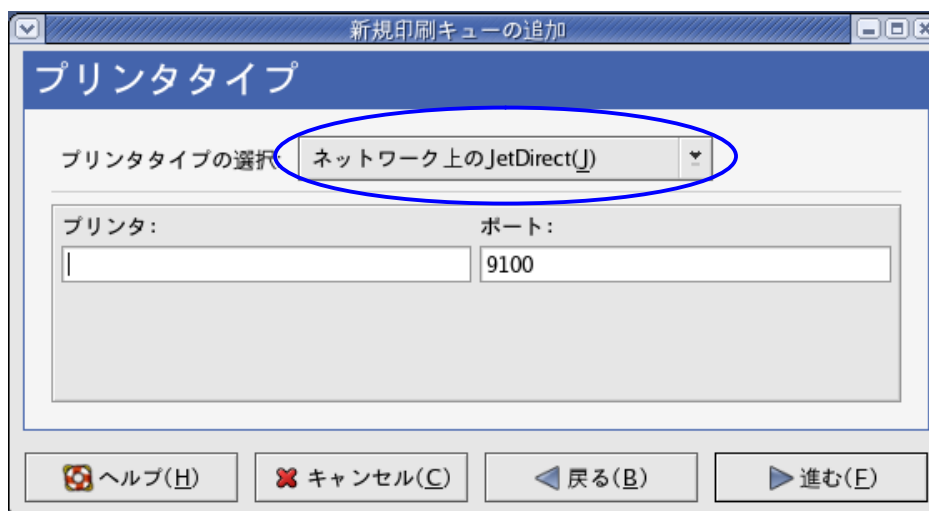 新規印刷キューの追加
プリンタタイプ
プリンタタイプの選択: ネットワーク上のJetDirect(J)
プリンタ: ポート:
9100
ヘルプ(H) キャンセル(C) 戻る(B) 進む(F)